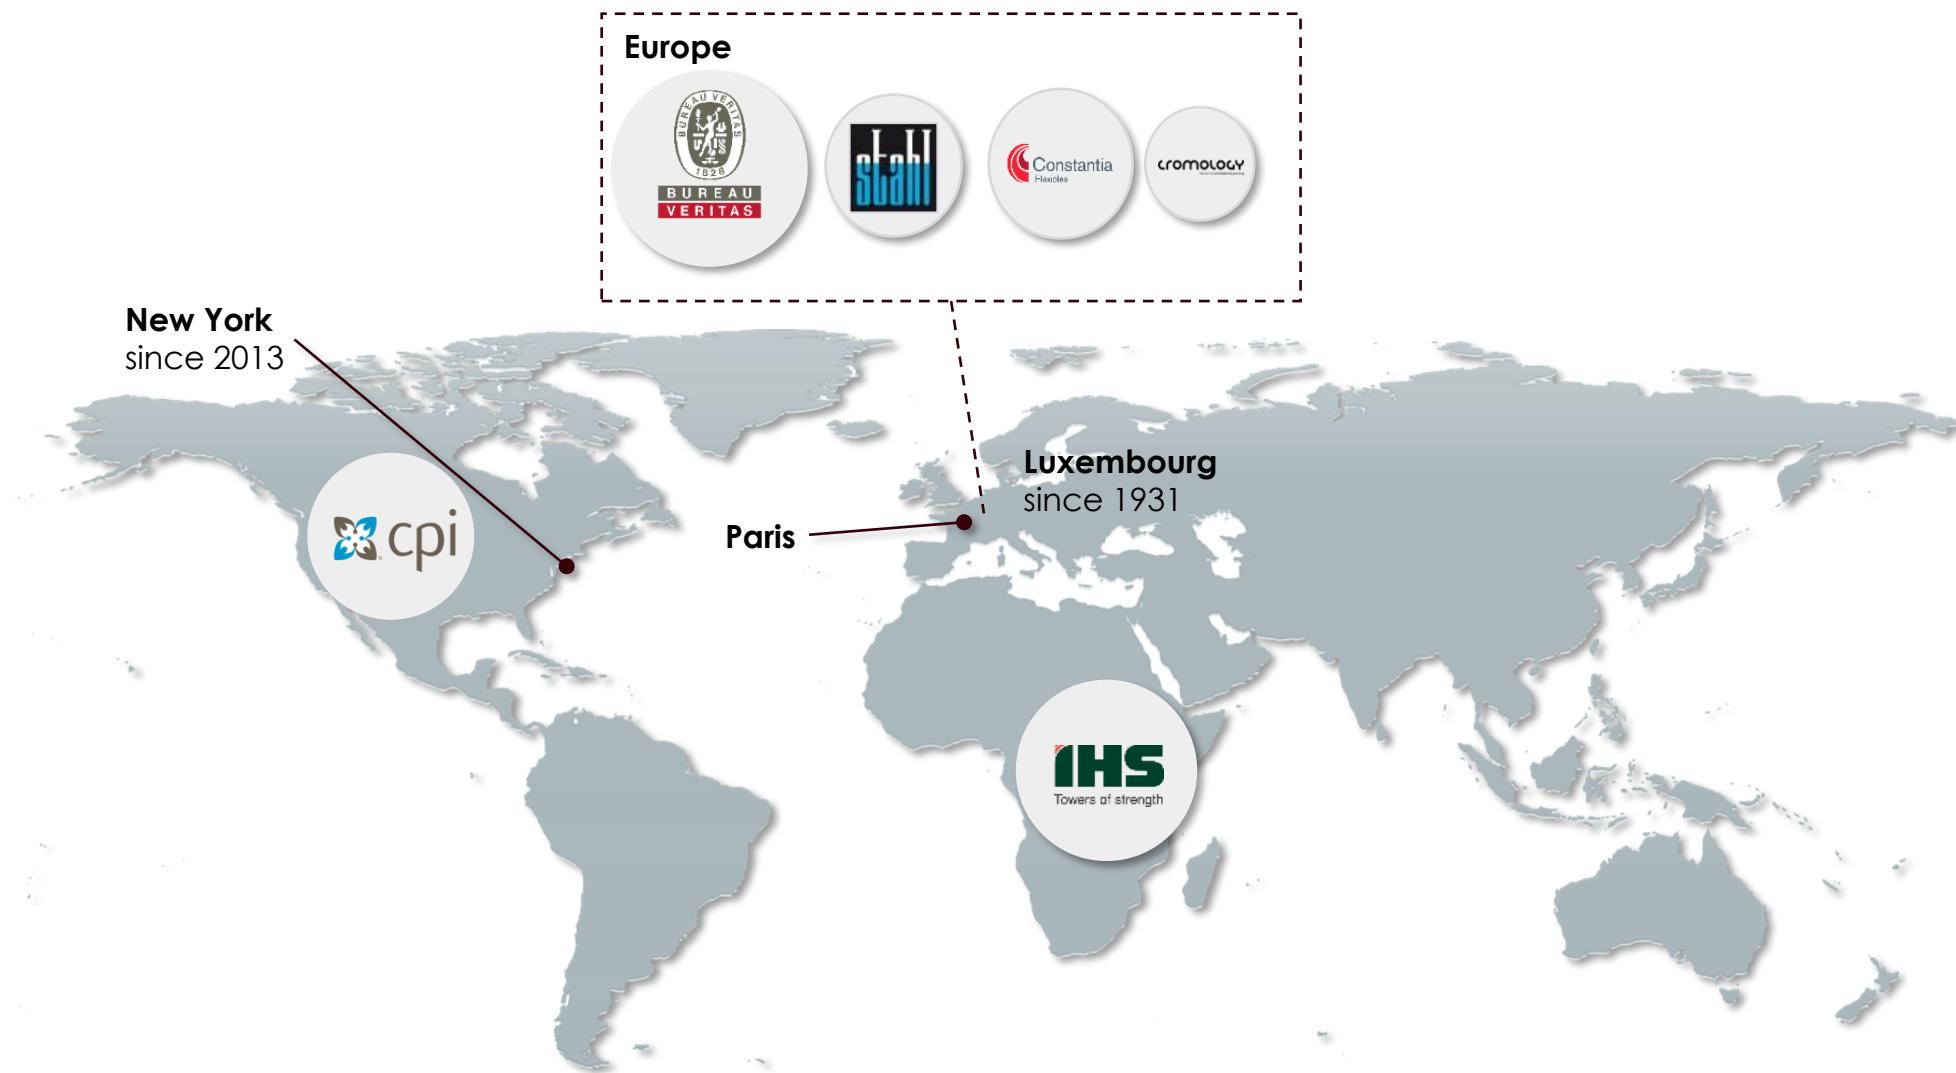 Europe
BUREAU VERITAS
1828
BUREAU
VERITAS
stahl
Constantia
Flexibles
cromology
New York
since 2013
Luxembourg
since 1931
Paris
cpi
IHS
Towers of strength